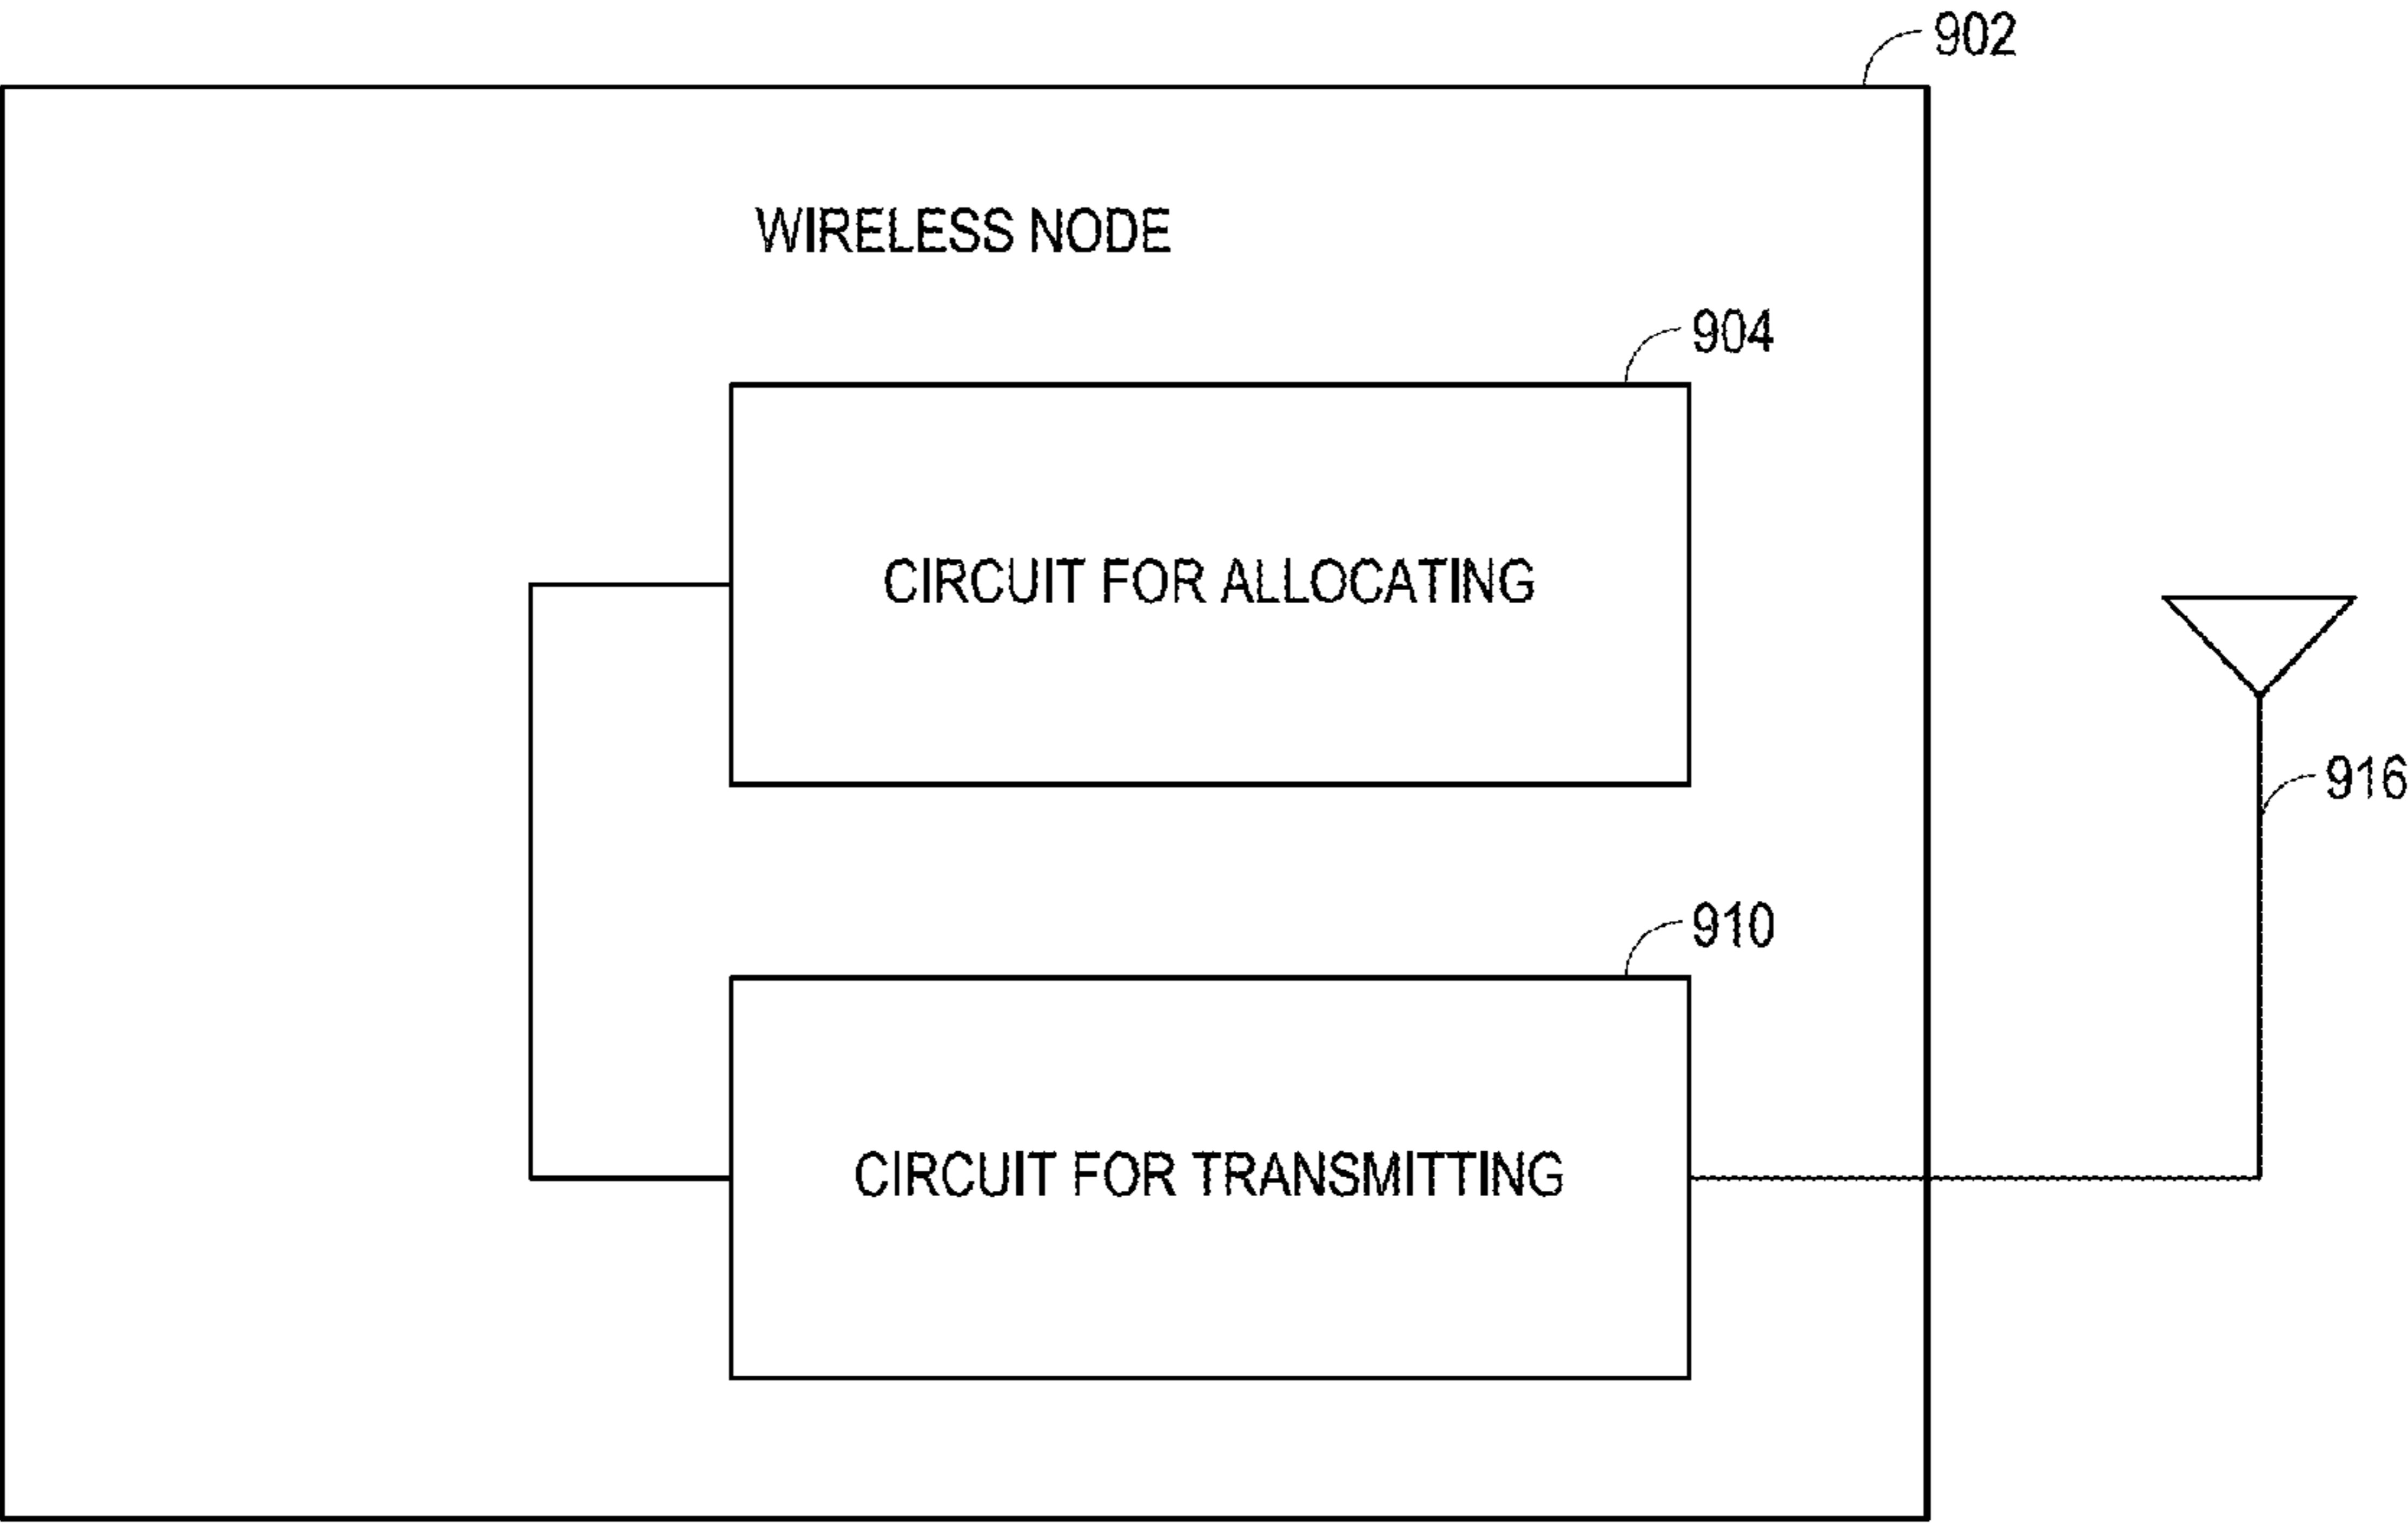 902
WIRELESS NODE
904
CIRCUIT FOR ALLOCATING
916
910
CIRCUIT FOR TRANSMITTING